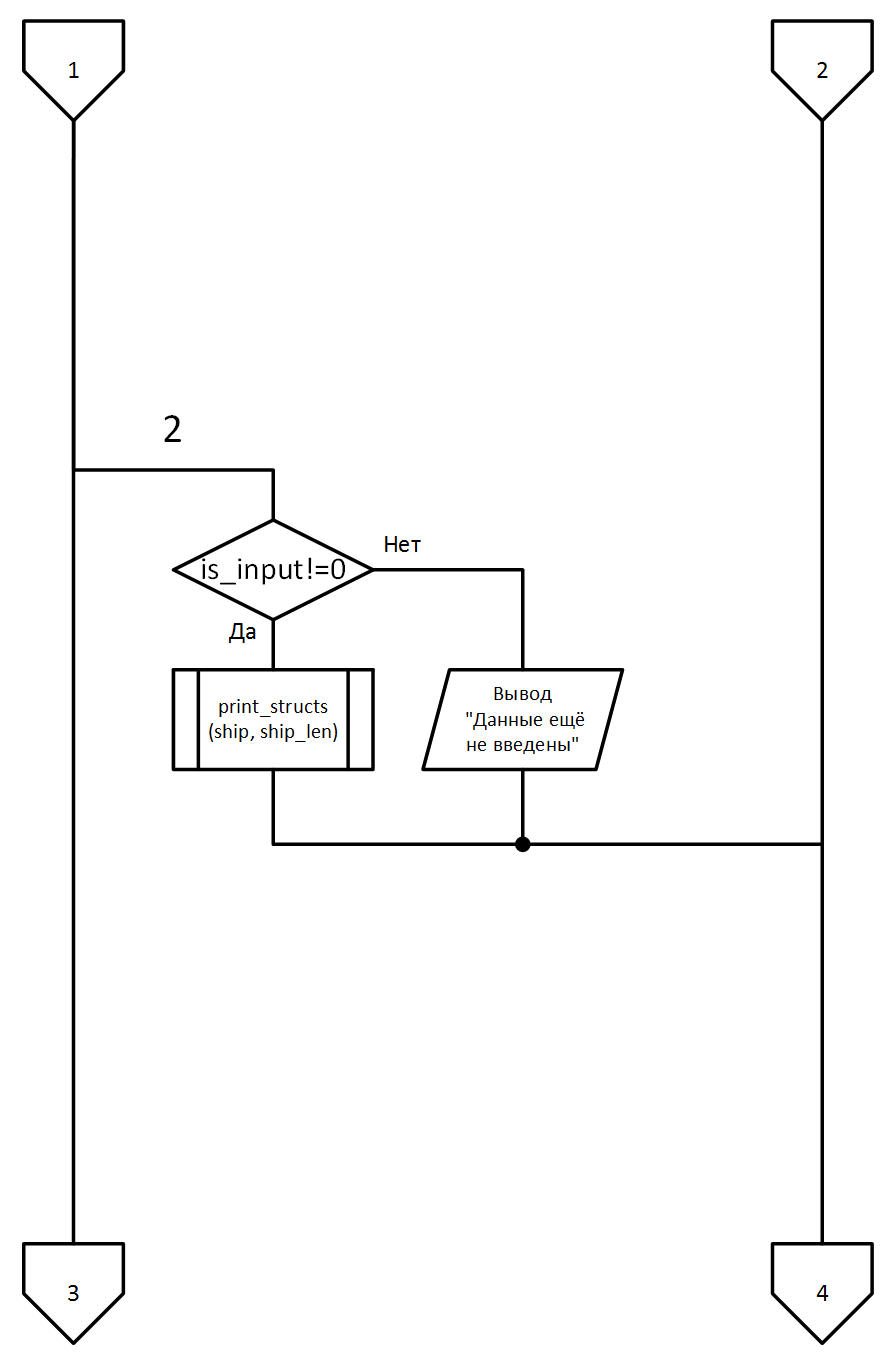 1
2
2
is_input!=0
Нет
Да
print_structs
(ship, ship_len)
Вывод
"Данные ещё
не введены"
3
4